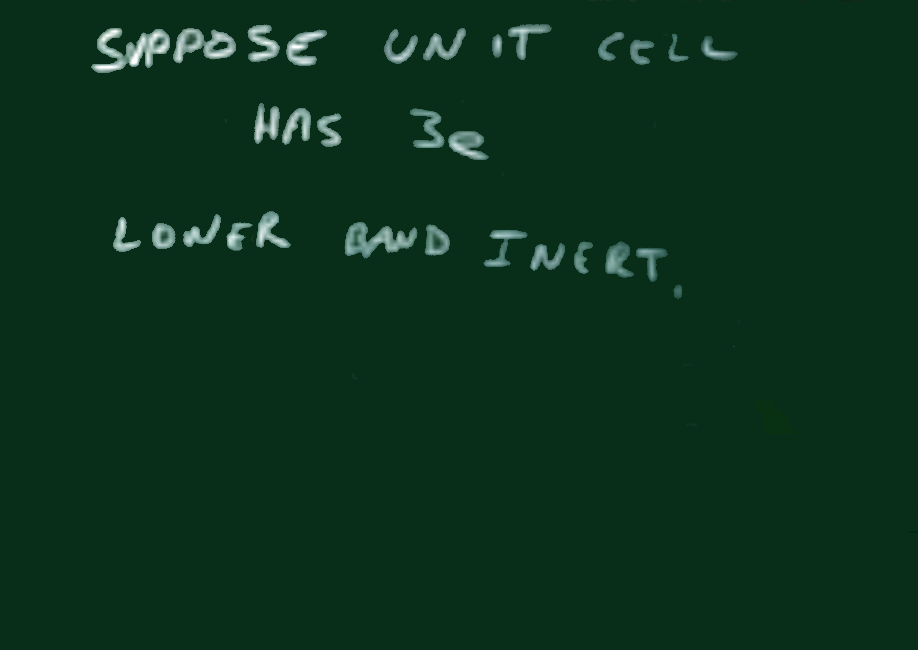 SUPPOSE UNIT CELL
HAS 3e
LOWER BAND INERT.